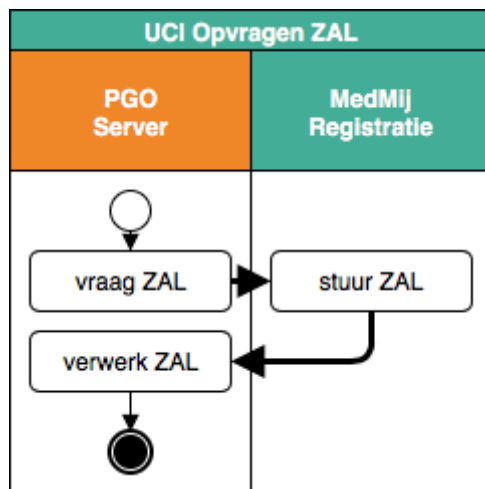 UCI Opvragen ZAL
PGO
Server
MedMij
Registratie
vraag ZAL
stuur ZAL
verwerk ZAL